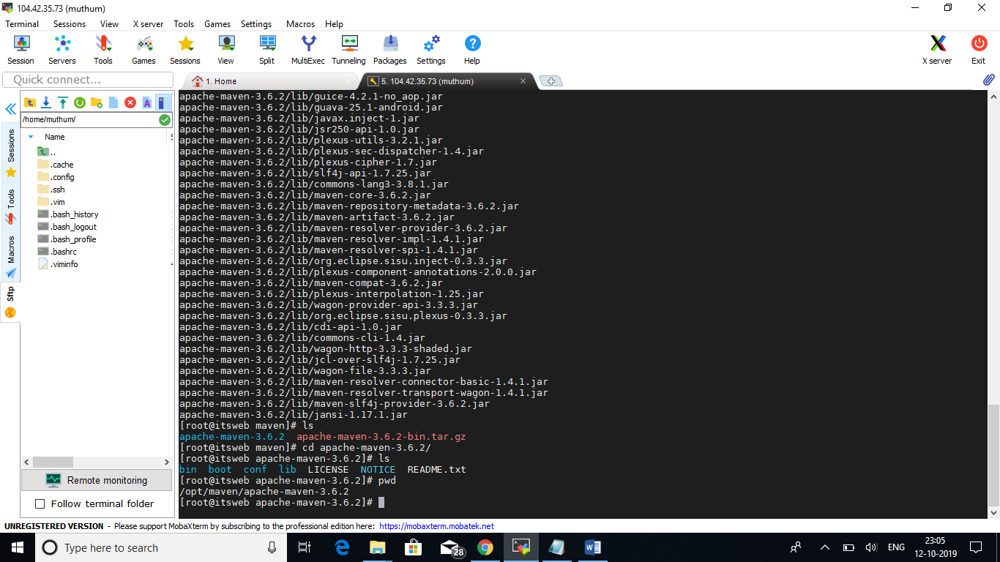 104.42.35.73 (muthum)
Terminal Sessions View X server Tools Games Settings Macros Help
Session Servers Tools Games Sessions View Split MultiExec Tunneling Packages Settings Help X server Exit
Quick connect...
1. Home
5. 104.42.35.73 (muthum)
Sessions
Tools
Macros
Sftp
/home/muthum/
Name
..
.cache
.config
.ssh
.vim
.bash_history
.bash_logout
.bash_profile
.bashrc
.viminfo
Remote monitoring
Follow terminal folder
apache-maven-3.6.2/lib/guice-4.2.1-no_aop.jar
apache-maven-3.6.2/lib/guava-25.1-android.jar
apache-maven-3.6.2/lib/javax.inject-1.jar
apache-maven-3.6.2/lib/jsr250-api-1.0.jar
apache-maven-3.6.2/lib/plexus-utils-3.2.1.jar
apache-maven-3.6.2/lib/plexus-sec-dispatcher-1.4.jar
apache-maven-3.6.2/lib/plexus-cipher-1.7.jar
apache-maven-3.6.2/lib/slf4j-api-1.7.25.jar
apache-maven-3.6.2/lib/commons-lang3-3.8.1.jar
apache-maven-3.6.2/lib/maven-core-3.6.2.jar
apache-maven-3.6.2/lib/maven-repository-metadata-3.6.2.jar
apache-maven-3.6.2/lib/maven-artifact-3.6.2.jar
apache-maven-3.6.2/lib/maven-resolver-provider-3.6.2.jar
apache-maven-3.6.2/lib/maven-resolver-impl-1.4.1.jar
apache-maven-3.6.2/lib/maven-resolver-spi-1.4.1.jar
apache-maven-3.6.2/lib/org.eclipse.sisu.inject-0.3.3.jar
apache-maven-3.6.2/lib/plexus-component-annotations-2.0.0.jar
apache-maven-3.6.2/lib/maven-compat-3.6.2.jar
apache-maven-3.6.2/lib/plexus-interpolation-1.25.jar
apache-maven-3.6.2/lib/wagon-provider-api-3.3.3.jar
apache-maven-3.6.2/lib/org.eclipse.sisu.plexus-0.3.3.jar
apache-maven-3.6.2/lib/cdi-api-1.0.jar
apache-maven-3.6.2/lib/commons-cli-1.4.jar
apache-maven-3.6.2/lib/wagon-http-3.3.3-shaded.jar
apache-maven-3.6.2/lib/jcl-over-slf4j-1.7.25.jar
apache-maven-3.6.2/lib/wagon-file-3.3.3.jar
apache-maven-3.6.2/lib/maven-resolver-connector-basic-1.4.1.jar
apache-maven-3.6.2/lib/maven-resolver-transport-wagon-1.4.1.jar
apache-maven-3.6.2/lib/maven-slf4j-provider-3.6.2.jar
apache-maven-3.6.2/lib/jansi-1.17.1.jar
[root@itsweb maven]# ls
apache-maven-3.6.2 apache-maven-3.6.2-bin.tar.gz
[root@itsweb maven]# cd apache-maven-3.6.2/
[root@itsweb apache-maven-3.6.2]# ls
bin boot conf lib LICENSE NOTICE README.txt
[root@itsweb apache-maven-3.6.2]# pwd
/opt/maven/apache-maven-3.6.2
[root@itsweb apache-maven-3.6.2]#
UNREGISTERED VERSION - Please support MobaXterm by subscribing to the professional edition here: https://mobaxterm.mobatek.net
Type here to search
28
ENG
23:05
12-10-2019